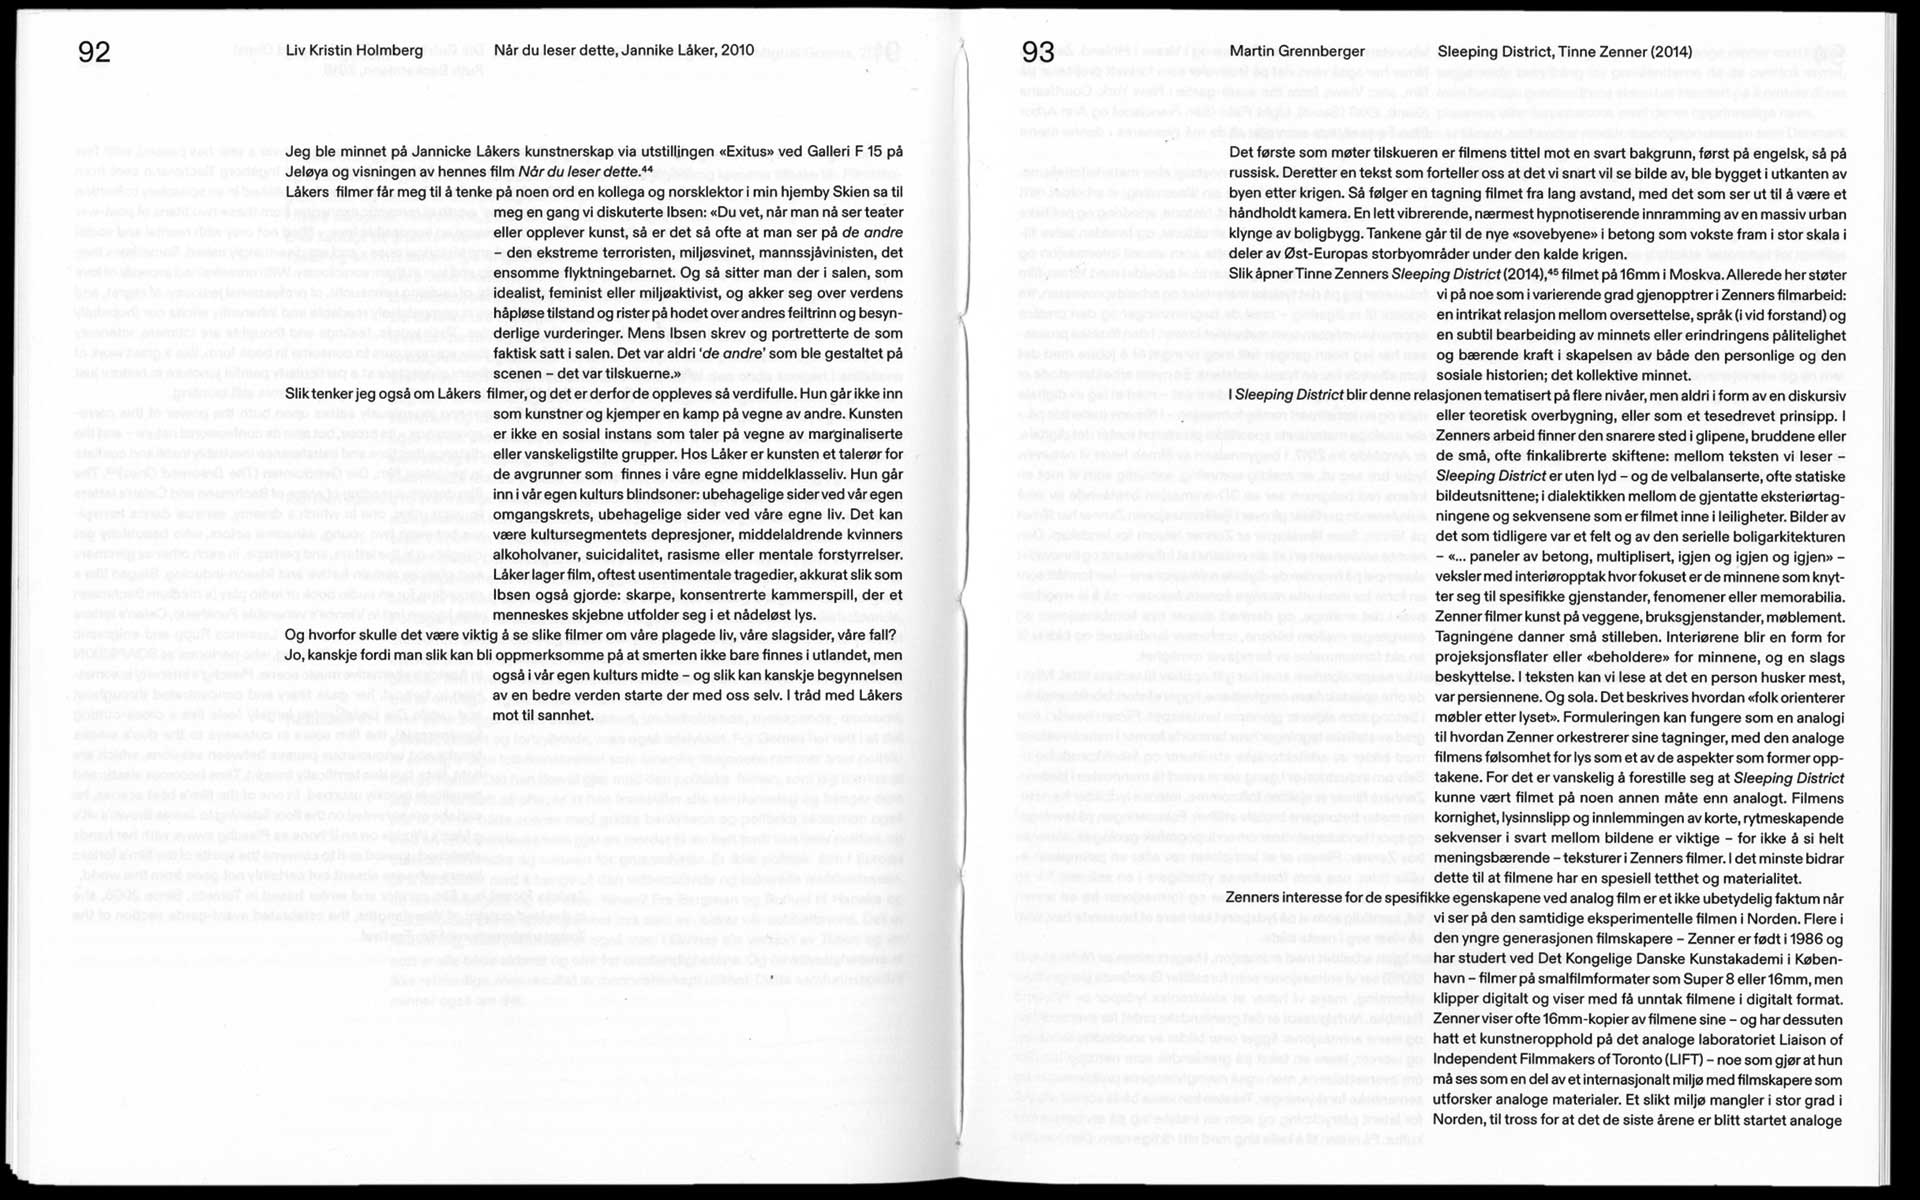 92
Liv Kristin Holmberg
Når du leser dette, Jannike Låker, 2010
Jeg ble minnet på Jannicke Låkers kunstnerskap via utstillingen «Exitus» ved Galleri F 15 på
Jeløya og visningen av hennes film Når du leser dette.⁴⁴
Låkers filmer får meg til å tenke på noen ord en kollega og norsklektor i min hjemby Skien sa til
meg en gang vi diskuterte Ibsen: «Du vet, når man nå ser teater
eller opplever kunst, så er det så ofte at man ser på de andre
– den ekstreme terroristen, miljøsvinet, mannssjåvinisten, det
ensomme flyktningebarnet. Og så sitter man der i salen, som
idealist, feminist eller miljøaktivist, og akker seg over verdens
håpløse tilstand og rister på hodet over andres feiltrinn og besyn-
derlige vurderinger. Mens Ibsen skrev og portretterte de som
faktisk satt i salen. Det var aldri ‘de andre’ som ble gestaltet på
scenen – det var tilskuerne.»
Slik tenker jeg også om Låkers filmer, og det er derfor de oppleves så verdifulle. Hun går ikke inn
som kunstner og kjemper en kamp på vegne av andre. Kunsten
er ikke en sosial instans som taler på vegne av marginaliserte
eller vanskeligstilte grupper. Hos Låker er kunsten et talerør for
de avgrunner som finnes i våre egne middelklasseliv. Hun går
inn i vår egen kulturs blindsoner: ubehagelige sider ved vår egen
omgangskrets, ubehagelige sider ved våre egne liv. Det kan
være kultursegmentets depresjoner, middelaldrende kvinners
alkoholvaner, suicidalitet, rasisme eller mentale forstyrrelser.
Låker lager film, oftest usentimentale tragedier, akkurat slik som
Ibsen også gjorde: skarpe, konsentrerte kammerspill, der et
menneskes skjebne utfolder seg i et nådeløst lys.
Og hvorfor skulle det være viktig å se slike filmer om våre plagede liv, våre slagsider, våre fall?
Jo, kanskje fordi man slik kan bli oppmerksomme på at smerten ikke bare finnes i utlandet, men
også i vår egen kulturs midte – og slik kan kanskje begynnelsen
av en bedre verden starte der med oss selv. I tråd med Låkers
mot til sannhet.
93
Martin Grennberger
Sleeping District, Tinne Zenner (2014)
Det første som møter tilskueren er filmens tittel mot en svart bakgrunn, først på engelsk, så på
russisk. Deretter en tekst som forteller oss at det vi snart vil se bilde av, ble bygget i utkanten av
byen etter krigen. Så følger en tagning filmet fra lang avstand, med det som ser ut til å være et
håndholdt kamera. En lett vibrerende, nærmest hypnotiserende innramming av en massiv urban
klynge av boligbygg. Tankene går til de nye «sovebyene» i betong som vokste fram i stor skala i
deler av Øst-Europas storbyområder under den kalde krigen.
Slik åpner Tinne Zenners Sleeping District (2014),⁴⁵ filmet på 16mm i Moskva. Allerede her støter
vi på noe som i varierende grad gjenopptrer i Zenners filmarbeid:
en intrikat relasjon mellom oversettelse, språk (i vid forstand) og
en subtil bearbeiding av minnets eller erindringens pålitelighet
og bærende kraft i skapelsen av både den personlige og den
sosiale historien; det kollektive minnet.
I Sleeping District blir denne relasjonen tematisert på flere nivåer, men aldri i form av en diskursiv
eller teoretisk overbygning, eller som et tesedrevet prinsipp. I
Zenners arbeid finner den snarere sted i glipene, bruddene eller
de små, ofte finkalibrerte skiftene: mellom teksten vi leser –
Sleeping District er uten lyd – og de velbalanserte, ofte statiske
bildeutsnittene; i dialektikken mellom de gjentatte eksteriørtag-
ningene og sekvensene som er filmet inne i leiligheter. Bilder av
det som tidligere var et felt og av den serielle boligarkitekturen
– «... paneler av betong, multiplisert, igjen og igjen og igjen» –
veksler med interiøropptak hvor fokuset er de minnene som knyt-
ter seg til spesifikke gjenstander, fenomener eller memorabilia.
Zenner filmer kunst på veggene, bruksgjenstander, møblement.
Tagningene danner små stilleben. Interiørene blir en form for
projeksjonsflater eller «beholdere» for minnene, og en slags
beskyttelse. I teksten kan vi lese at det en person husker mest,
var persiennene. Og sola. Det beskrives hvordan «folk orienterer
møbler etter lyset». Formuleringen kan fungere som en analogi
til hvordan Zenner orkestrerer sine tagninger, med den analoge
filmens følsomhet for lys som et av de aspekter som former opp-
takene. For det er vanskelig å forestille seg at Sleeping District
kunne vært filmet på noen annen måte enn analogt. Filmens
kornighet, lysinnslipp og innlemmingen av korte, rytmeskapende
sekvenser i svart mellom bildene er viktige – for ikke å si helt
meningsbærende – teksturer i Zenners filmer. I det minste bidrar
dette til at filmene har en spesiell tetthet og materialitet.
Zenners interesse for de spesifikke egenskapene ved analog film er et ikke ubetydelig faktum når
vi ser på den samtidige eksperimentelle filmen i Norden. Flere i
den yngre generasjonen filmskapere – Zenner er født i 1986 og
har studert ved Det Kongelige Danske Kunstakademi i Køben-
havn – filmer på smalfilmformater som Super 8 eller 16mm, men
klipper digitalt og viser med få unntak filmene i digitalt format.
Zenner viser ofte 16mm-kopier av filmene sine – og har dessuten
hatt et kunstneropphold på det analoge laboratoriet Liaison of
Independent Filmmakers of Toronto (LIFT) – noe som gjør at hun
må ses som en del av et internasjonalt miljø med filmskapere som
utforsker analoge materialer. Et slikt miljø mangler i stor grad i
Norden, til tross for at det de siste årene er blitt startet analoge